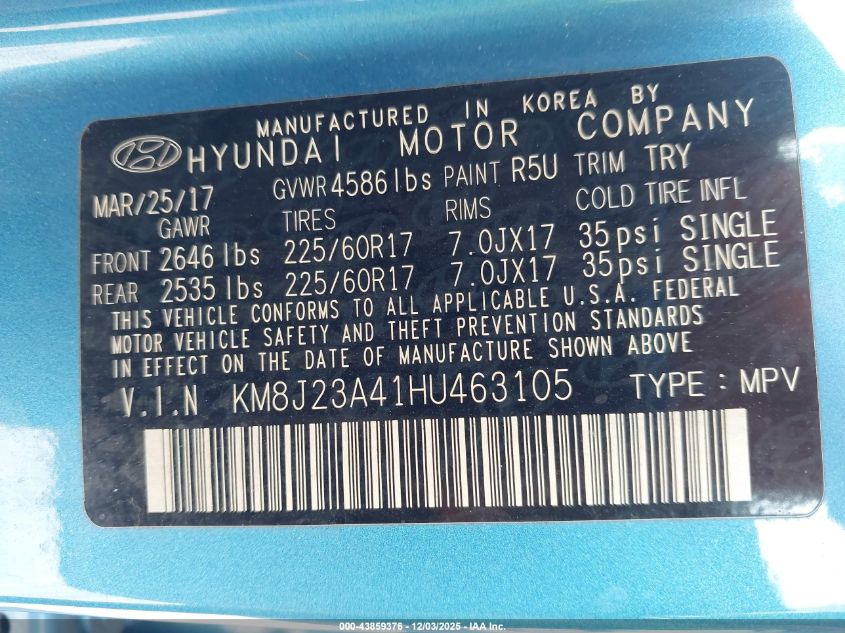 MANUFACTURED IN KOREA BY
HYUNDAI MOTOR COMPANY
MAR/25/17 GVWR 4586 lbs PAINT R5U TRIM TRY
GAWR TIRES RIMS COLD TIRE INFL
FRONT 2646 lbs 225/60R17 7.0JX17 35psi SINGLE
REAR 2535 lbs 225/60R17 7.0JX17 35psi SINGLE
THIS VEHICLE CONFORMS TO ALL APPLICABLE U.S.A. FEDERAL
MOTOR VEHICLE SAFETY AND THEFT PREVENTION STANDARDS
IN EFFECT ON THE DATE OF MANUFACTURE SHOWN ABOVE
V.I.N KM8J23A41HU463105 TYPE : MPV
000-43859376 - 12/03/2025 - IAA Inc.